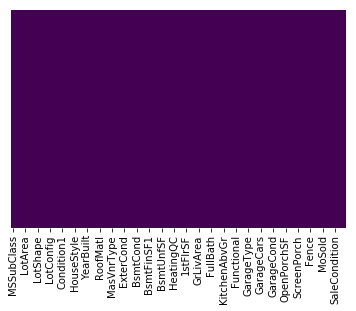 MSSubClass
LotArea
LotShape
LotConfig
Condition1
HouseStyle
YearBuilt
RoofMatl
MasVnrType
ExterCond
BsmtCond
BsmtFinSF1
BsmtUnfSF
HeatingQC
1stFlrSF
GrLivArea
FullBath
KitchenAbvGr
Functional
GarageType
GarageCars
GarageCond
OpenPorchSF
ScreenPorch
Fence
MoSold
SaleCondition